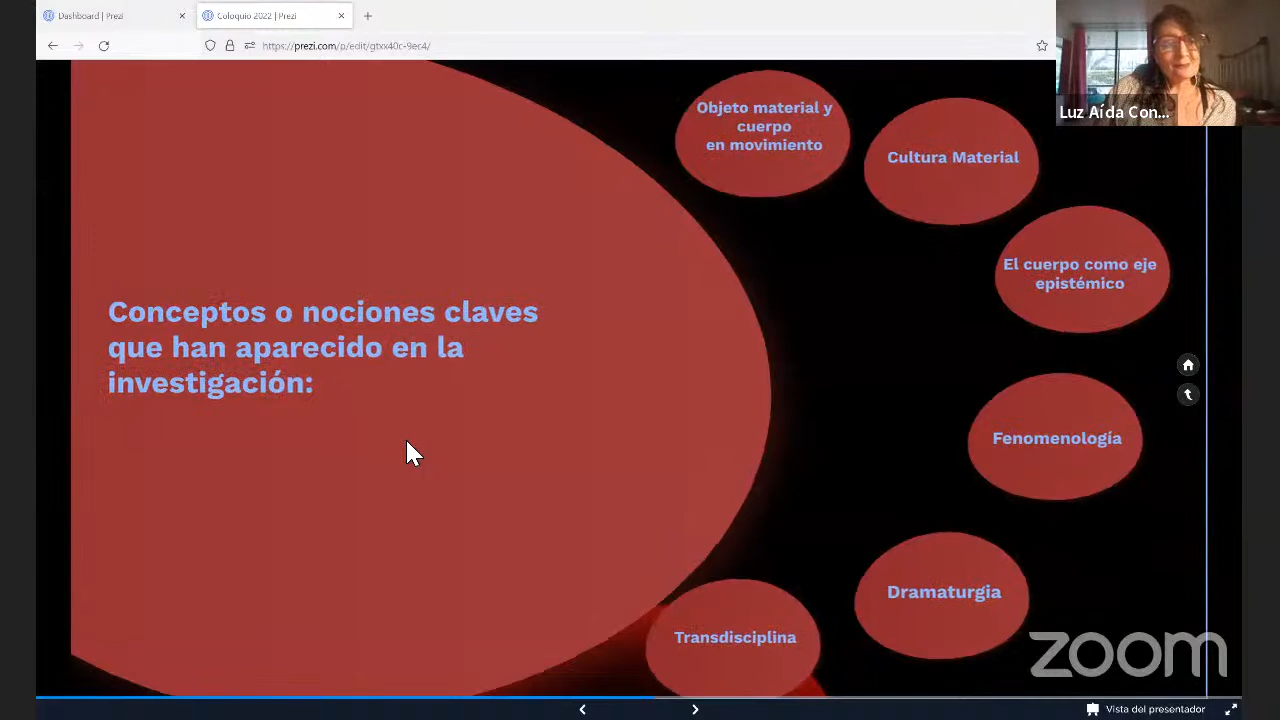 Dashboard | Prezi
Coloquio 2022 | Prezi
https://prezi.com/p/edit/gtxx40c-9ec4/
Luz Aída Con...
Objeto material y
cuerpo
en movimiento
Cultura Material
El cuerpo como eje
epistémico
Conceptos o nociones claves
que han aparecido en la
investigación:
Fenomenología
Dramaturgia
Transdisciplina
zoom
Vista del presentador